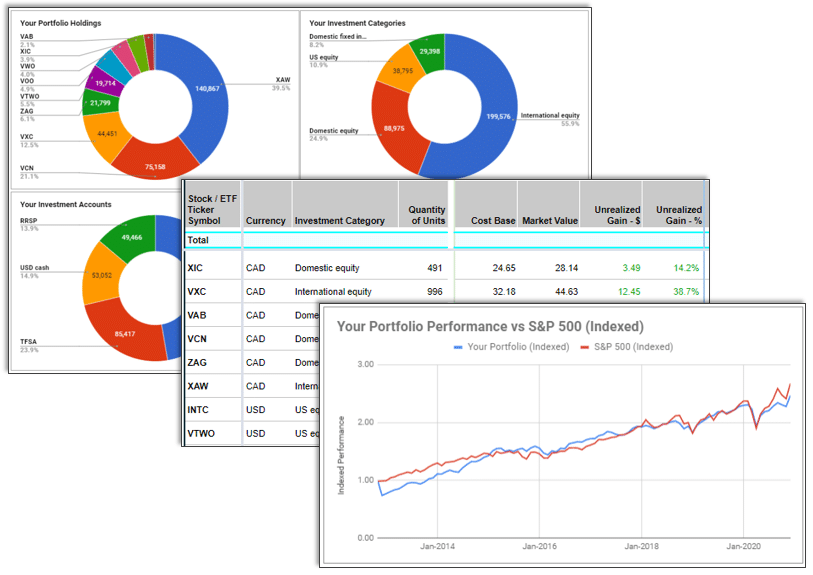 Your Portfolio Holdings
VAB
2.1%
XIC
3.9%
VWO
4.0%
VOO
4.9%
VTWO
5.5%
ZAG
6.1%
VXC
12.5%
VCN
21.1%
XAW
39.5%
140,867
19,714
21,799
44,451
75,158
Your Investment Categories
Domestic fixed in...
8.2%
US equity
10.9%
Domestic equity
24.9%
International equity
55.9%
29,398
38,795
88,975
199,576
Your Investment Accounts
RRSP
13.9%
USD cash
14.9%
TFSA
23.9%
49,466
53,052
85,417
Stock / ETF
Ticker
Symbol
Currency
Investment Category
Quantity
of Units
Cost Base
Market Value
Unrealized
Gain - $
Unrealized
Gain - %
Total
XIC CAD Domestic equity 491 24.65 28.14 3.49 14.2%
VXC CAD International equity 996 32.18 44.63 12.45 38.7%
VAB CAD Dome
VCN CAD Dome
ZAG CAD Dome
XAW CAD Intern
INTC USD US eq
VTWO USD US eq
Your Portfolio Performance vs S&P 500 (Indexed)
Your Portfolio (Indexed) S&P 500 (Indexed)
Indexed Performance
3.00
2.00
1.00
0.00
Jan-2014 Jan-2016 Jan-2018 Jan-2020